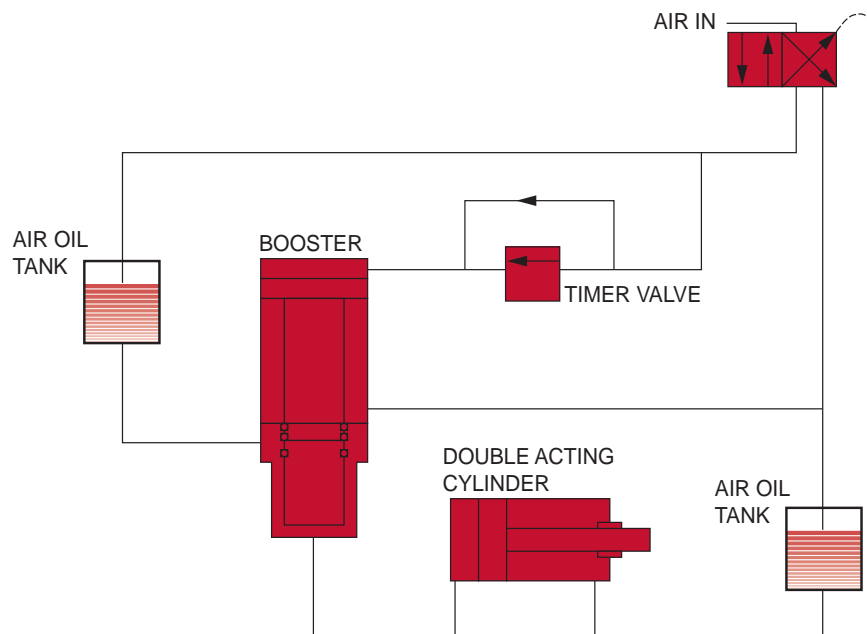 AIR IN
AIR OIL
TANK
BOOSTER
TIMER VALVE
DOUBLE ACTING
CYLINDER
AIR OIL
TANK